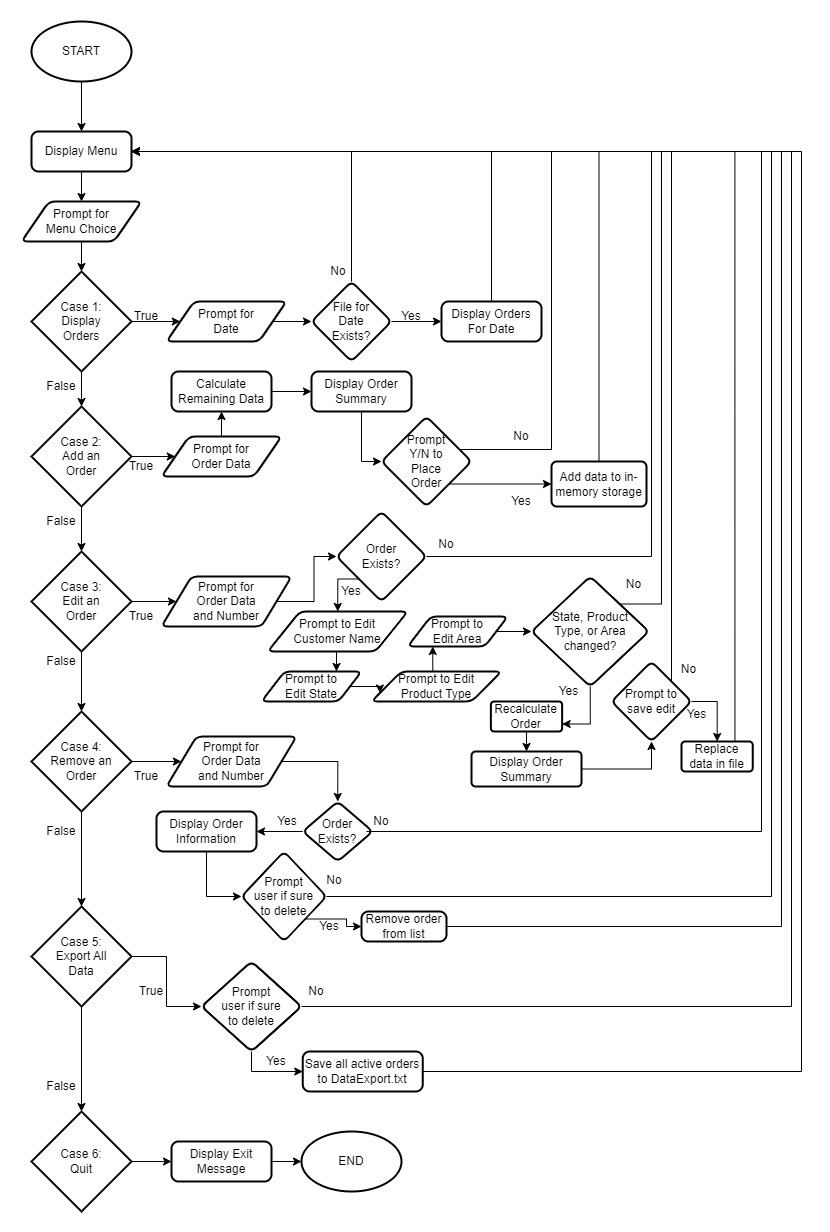 START
Display Menu
Prompt for
Menu Choice
Case 1:
Display
Orders
True
Prompt for
Date
No
File for
Date
Exists?
Yes
Display Orders
For Date
False
Calculate
Remaining Data
Display Order
Summary
Case 2:
Add an
Order
True
Prompt for
Order Data
Prompt
Y/N to
Place
Order
No
Yes
Add data to in-
memory storage
False
Case 3:
Edit an
Order
True
Prompt for
Order Data
and Number
Order
Exists?
No
Yes
Prompt to Edit
Customer Name
Prompt to
Edit State
Prompt to Edit
Product Type
Prompt to
Edit Area
State, Product
Type, or Area
changed?
No
Yes
Recalculate
Order
Display Order
Summary
Prompt to
save edit
No
Yes
Replace
data in file
False
Case 4:
Remove an
Order
True
Prompt for
Order Data
and Number
Order
Exists?
No
Yes
Display Order
Information
Prompt
user if sure
to delete
No
Yes
Remove order
from list
False
Case 5:
Export All
Data
True
Prompt
user if sure
to delete
No
Yes
Save all active orders
to DataExport.txt
False
Case 6:
Quit
Display Exit
Message
END